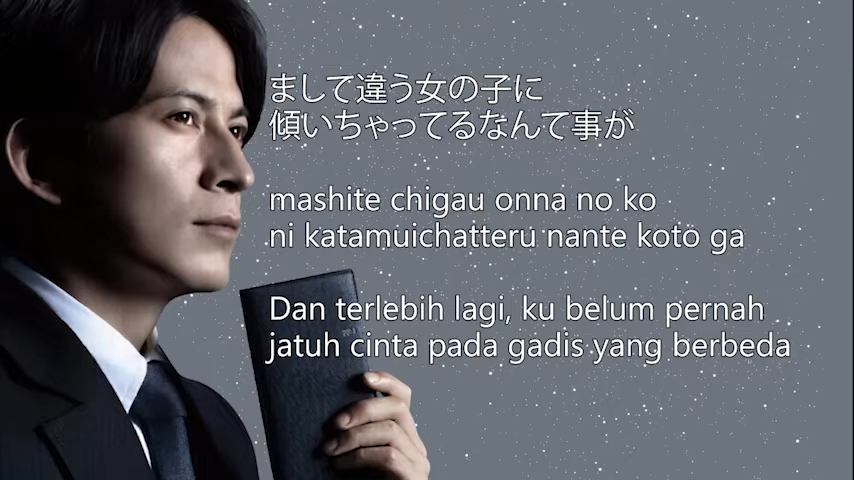 まして違う女の子に
傾いちゃってるなんて事が
mashite chigau onna no ko
ni katamuichatteru nante koto ga
Dan terlebih lagi, ku belum pernah
jatuh cinta pada gadis yang berbeda